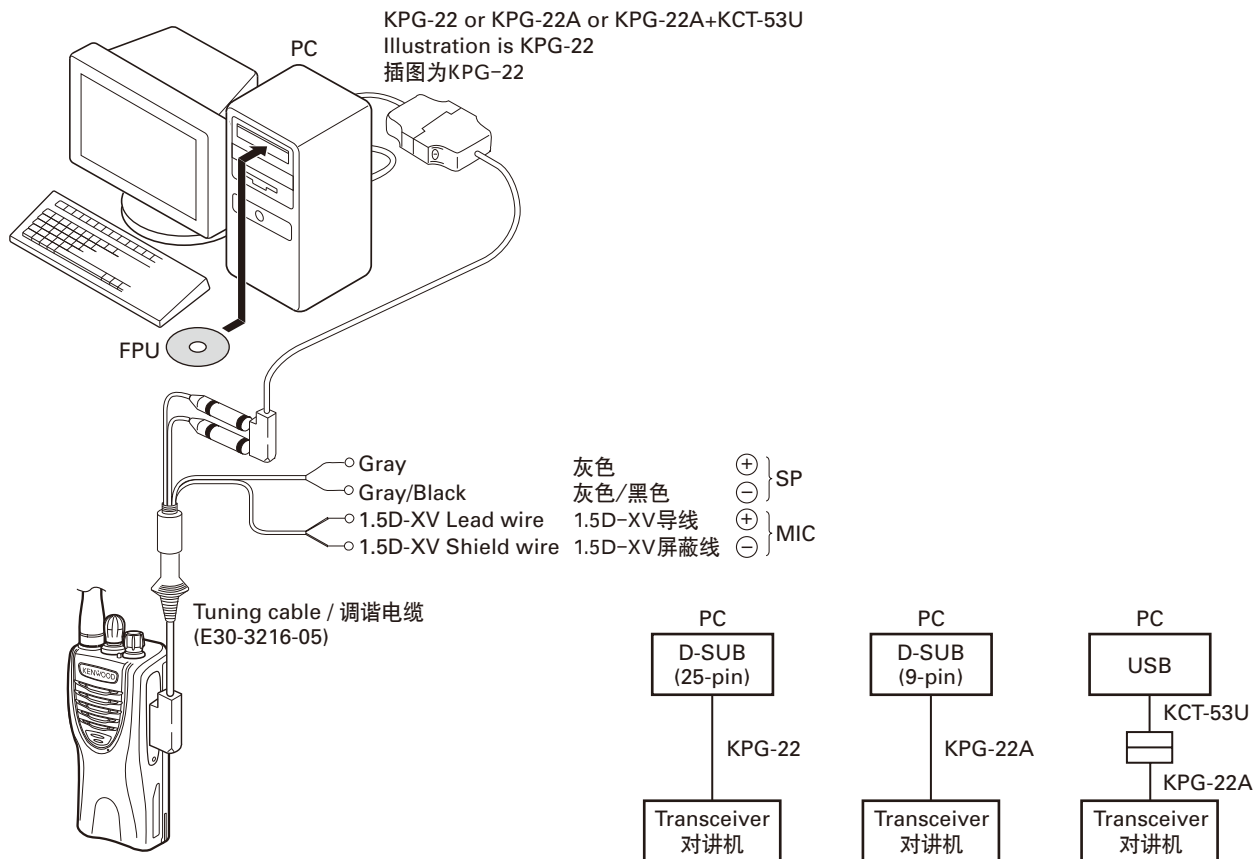 KPG-22 or KPG-22A or KPG-22A+KCT-53U
Illustration is KPG-22
插图为KPG-22
PC
FPU
Gray 灰色 + SP
Gray/Black 灰色/黑色 −
1.5D-XV Lead wire 1.5D-XV导线 + MIC
1.5D-XV Shield wire 1.5D-XV屏蔽线 −
Tuning cable / 调谐电缆
(E30-3216-05)
KENWOOD
PC
D-SUB
(25-pin)
KPG-22
Transceiver
对讲机
PC
D-SUB
(9-pin)
KPG-22A
Transceiver
对讲机
PC
USB
KCT-53U
KPG-22A
Transceiver
对讲机